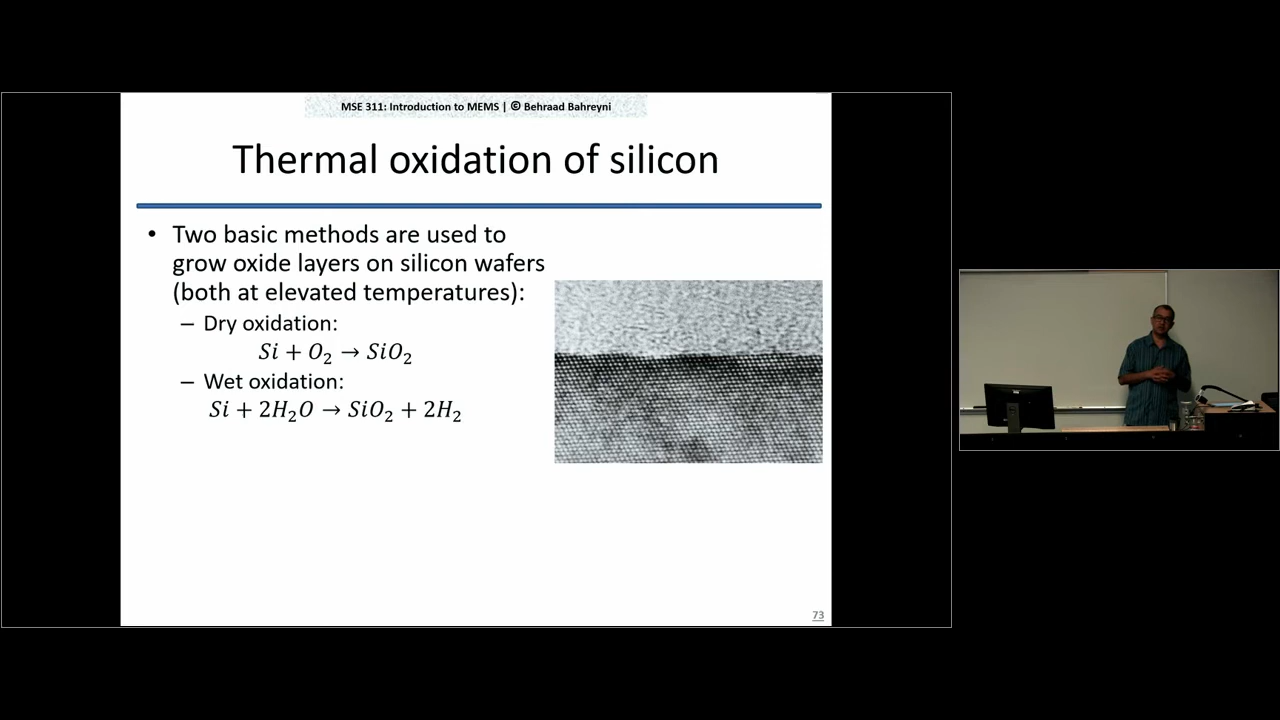 MSE 311: Introduction to MEMS | © Behraad Bahreyni
Thermal oxidation of silicon
• Two basic methods are used to
grow oxide layers on silicon wafers
(both at elevated temperatures):
– Dry oxidation:
Si + O₂ → SiO₂
– Wet oxidation:
Si + 2H₂O → SiO₂ + 2H₂
73